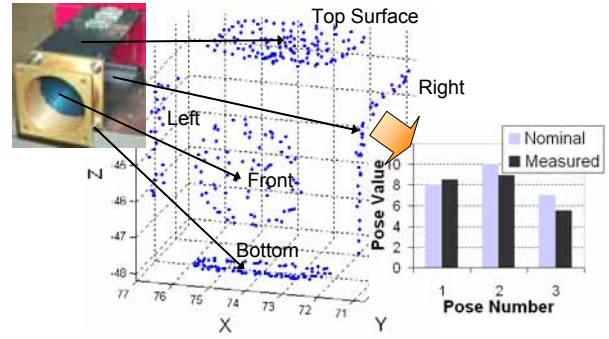 Top Surface
Right
Left
Front
Bottom
Z
-45
-46
-47
-48
77 76 75 74 73 72 71
X
Y
Nominal
Measured
Pose Value
10
8
6
4
2
0
1 2 3
Pose Number